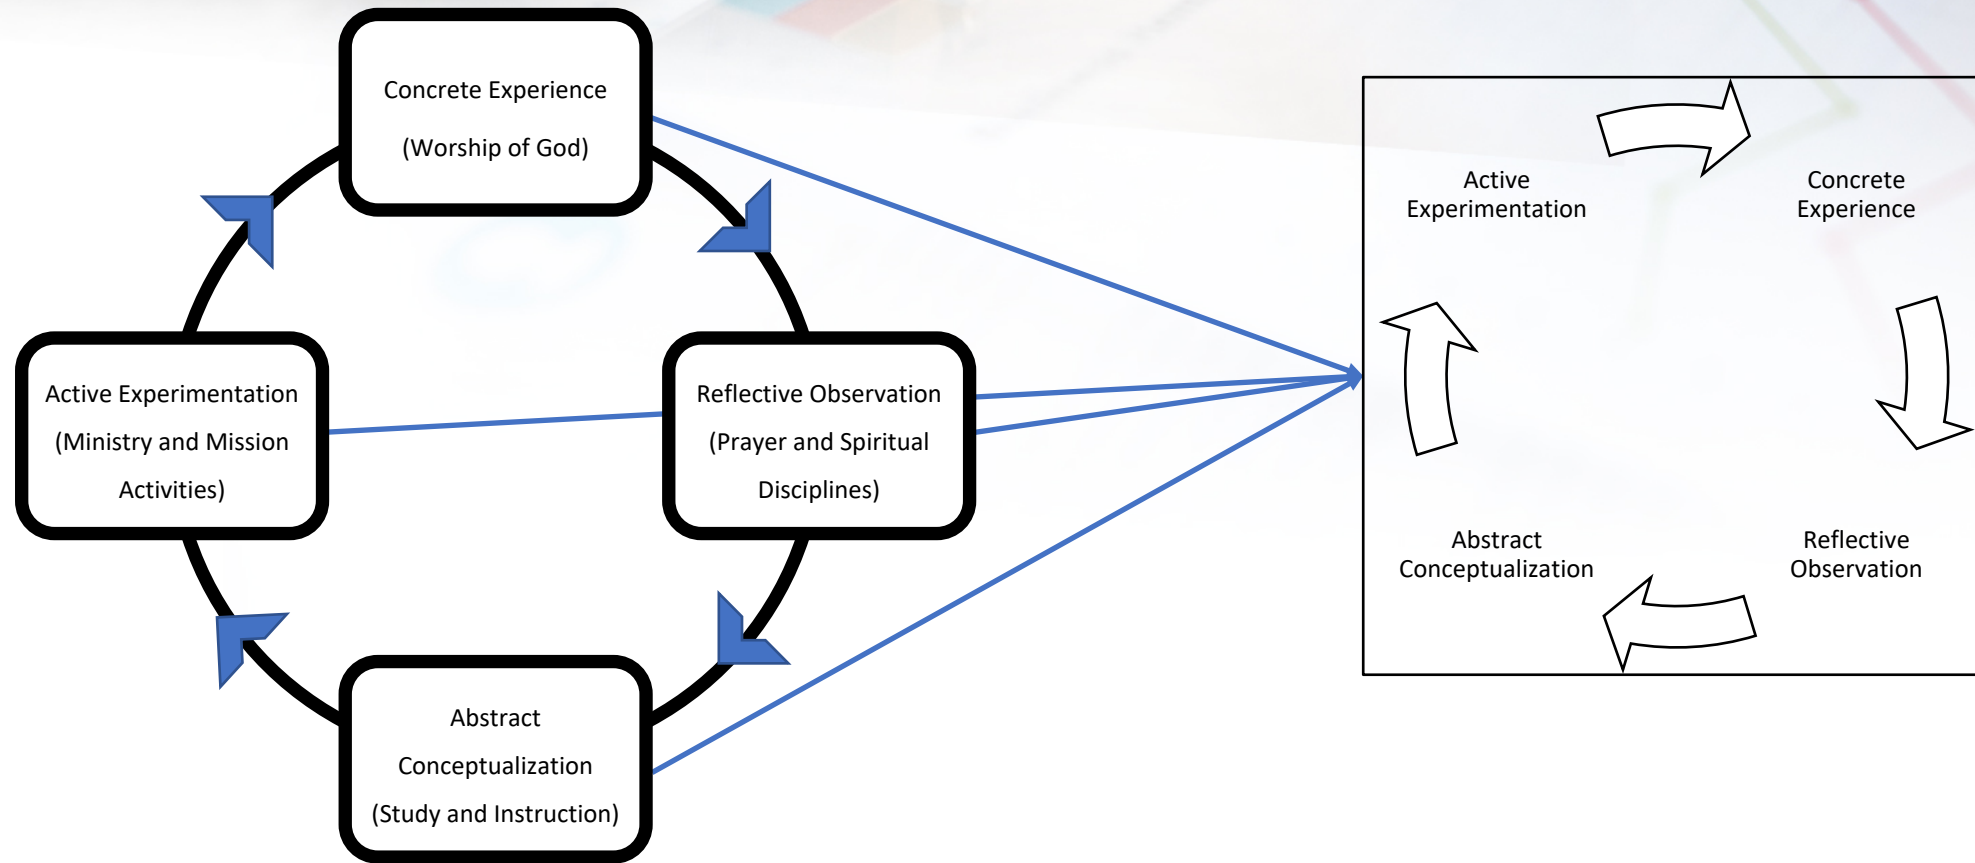 Concrete Experience
(Worship of God)
Active Experimentation
(Ministry and Mission
Activities)
Reflective Observation
(Prayer and Spiritual
Disciplines)
Abstract
Conceptualization
(Study and Instruction)
Active
Experimentation
Concrete
Experience
Abstract
Conceptualization
Reflective
Observation